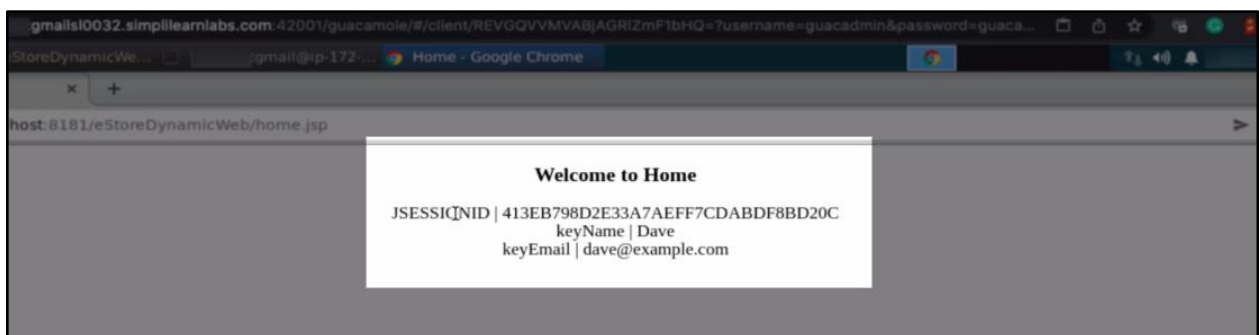 gmailsl0032.simplilearnlabs.com:42001/guacamole/#/client/REVGQVVMVABjAGRlZmF1bHQ=?username=guacadmin&password=guaca...
eStoreDynamicWe... :gmail@ip-172-... Home - Google Chrome
× +
host:8181/eStoreDynamicWeb/home.jsp
Welcome to Home
JSESSIONID | 413EB798D2E33A7AEFF7CDABDF8BD20C
keyName | Dave
keyEmail | dave@example.com